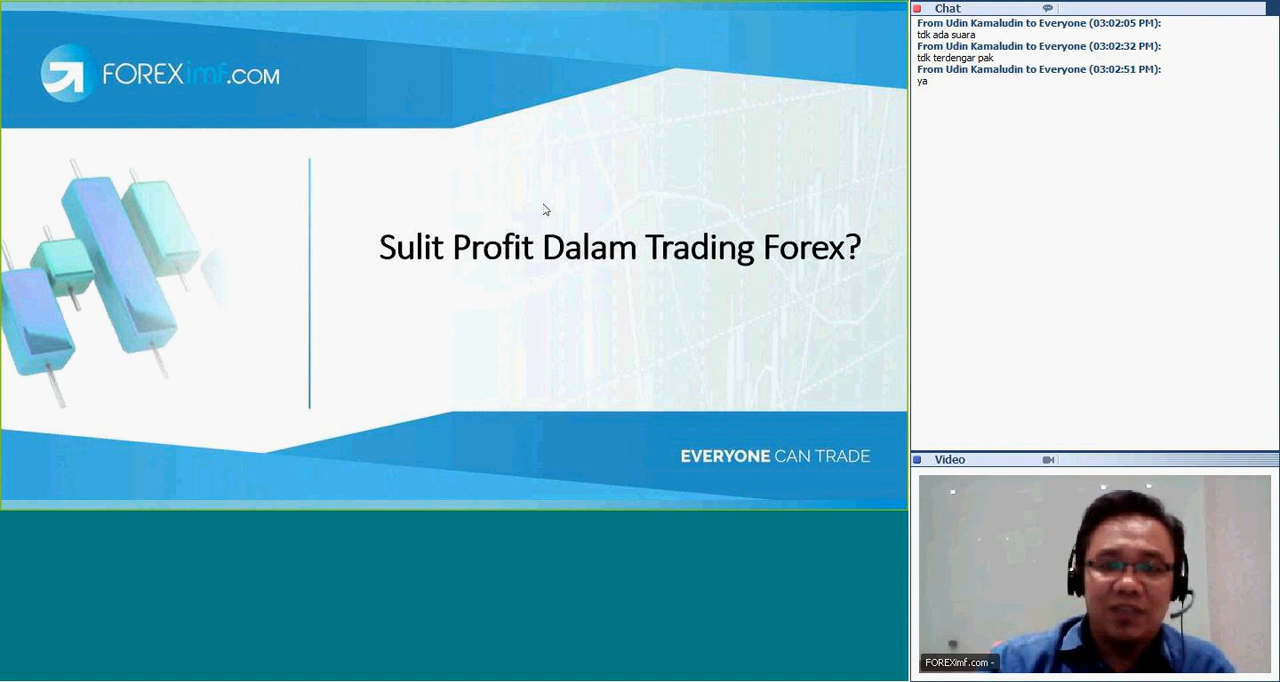 FOREXimf.COM
Sulit Profit Dalam Trading Forex?
EVERYONE CAN TRADE
Chat
From Udin Kamaludin to Everyone (03:02:05 PM):
tdk ada suara
From Udin Kamaludin to Everyone (03:02:32 PM):
tdk terdengar pak
From Udin Kamaludin to Everyone (03:02:51 PM):
ya
Video
FOREXimf.com -